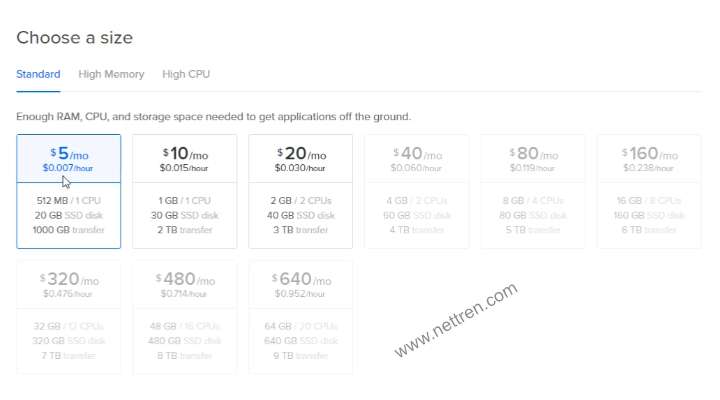 Choose a size
Standard High Memory High CPU
Enough RAM, CPU, and storage space needed to get applications off the ground.
$5/mo
$0.007/hour
512 MB / 1 CPU
20 GB SSD disk
1000 GB transfer
$10/mo
$0.015/hour
1 GB / 1 CPU
30 GB SSD disk
2 TB transfer
$20/mo
$0.030/hour
2 GB / 2 CPUs
40 GB SSD disk
3 TB transfer
$40/mo
$0.060/hour
4 GB / 2 CPUs
60 GB SSD disk
4 TB transfer
$80/mo
$0.119/hour
8 GB / 4 CPUs
80 GB SSD disk
5 TB transfer
$160/mo
$0.238/hour
16 GB / 8 CPUs
160 GB SSD disk
6 TB transfer
$320/mo
$0.476/hour
32 GB / 12 CPUs
320 GB SSD disk
7 TB transfer
$480/mo
$0.714/hour
48 GB / 16 CPUs
480 GB SSD disk
8 TB transfer
$640/mo
$0.952/hour
64 GB / 20 CPUs
640 GB SSD disk
9 TB transfer
www.nettren.com